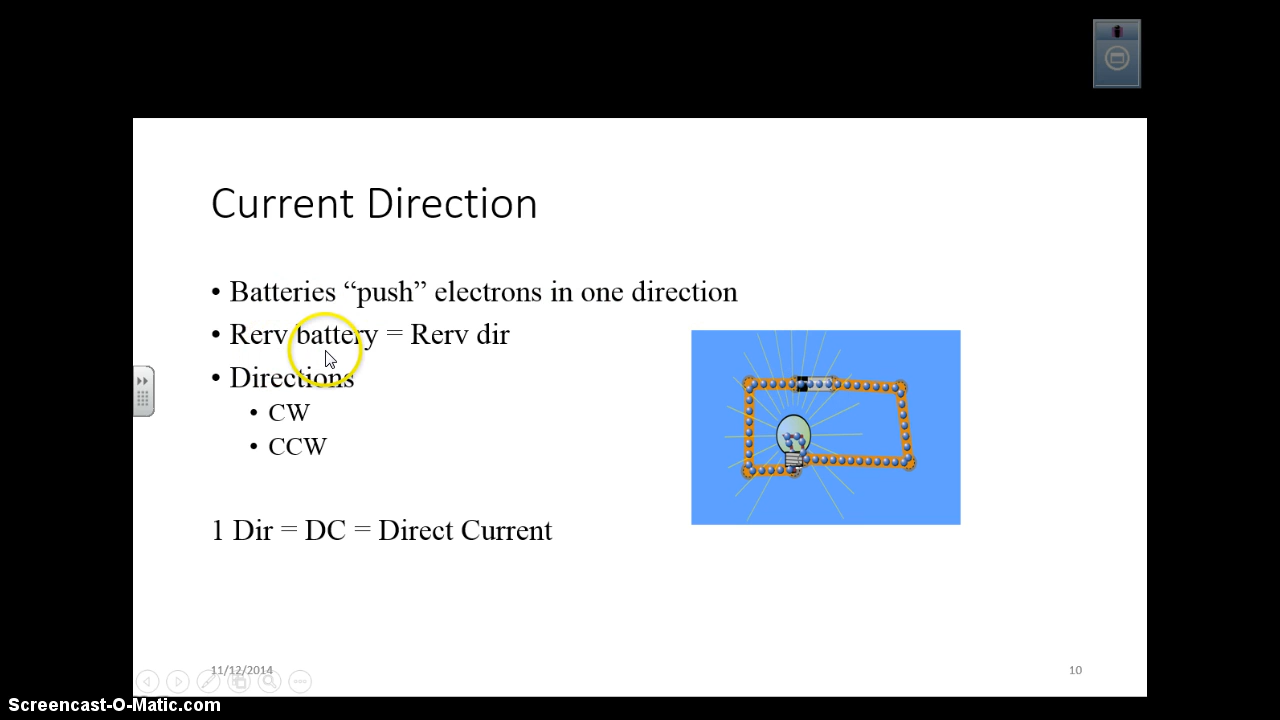 Current Direction
• Batteries “push” electrons in one direction
• Rerv battery = Rerv dir
• Directions
• CW
• CCW
1 Dir = DC = Direct Current
11/12/2014
10
Screencast-O-Matic.com